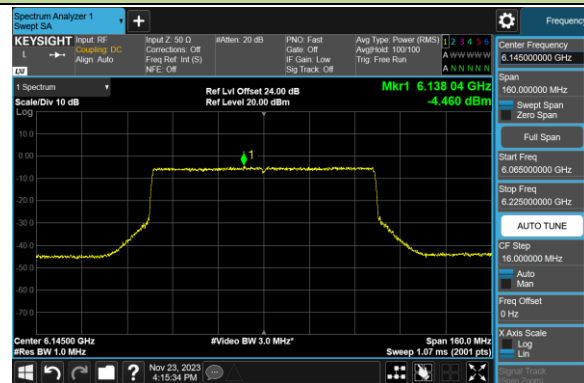 Spectrum Analyzer 1
Swept SA
+
Frequency
KEYSIGHT
L
Input: RF
Coupling: DC
Align: Auto
Input Z: 50 Ω
Corrections: Off
Freq Ref: Int (S)
NFE: Off
#Atten: 20 dB
PNO: Fast
Gate: Off
IF Gain: Low
Sig Track: Off
Avg Type: Power (RMS)
Avg|Hold: 100/100
Trig: Free Run
1 2 3 4 5 6
A W W W W W
A N N N N N
1 Spectrum
Scale/Div 10 dB
Log
Ref Lvl Offset 24.00 dB
Ref Level 20.00 dBm
Mkr1 6.138 04 GHz
-4.460 dBm
10.0
0.00
-10.0
-20.0
-30.0
-40.0
-50.0
-60.0
-70.0
1
Center 6.14500 GHz
#Res BW 1.0 MHz
#Video BW 3.0 MHz*
Span 160.0 MHz
Sweep 1.07 ms (2001 pts)
Center Frequency
6.145000000 GHz
Span
160.000000 MHz
Swept Span
Zero Span
Full Span
Start Freq
6.065000000 GHz
Stop Freq
6.225000000 GHz
AUTO TUNE
CF Step
16.000000 MHz
Auto
Man
Freq Offset
0 Hz
X Axis Scale
Log
Lin
Signal Track
?
Nov 23, 2023
4:15:34 PM